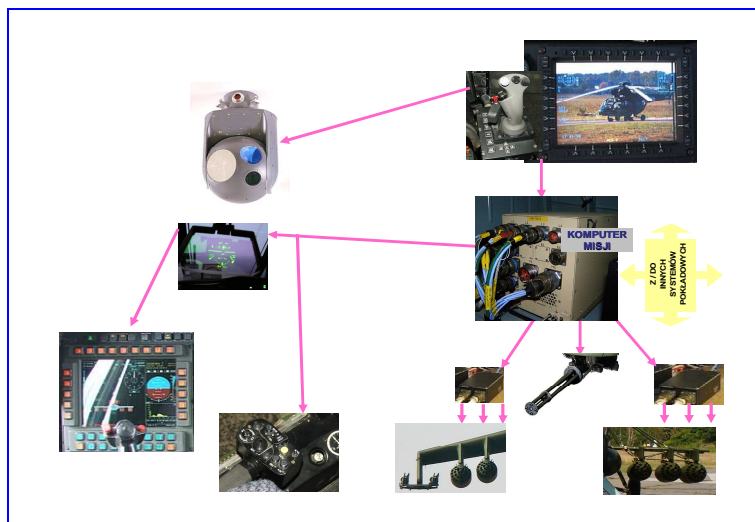 KOMPUTER
MISJI
Z / DO
INNYCH
SYSTEMÓW
POKŁADOWYCH